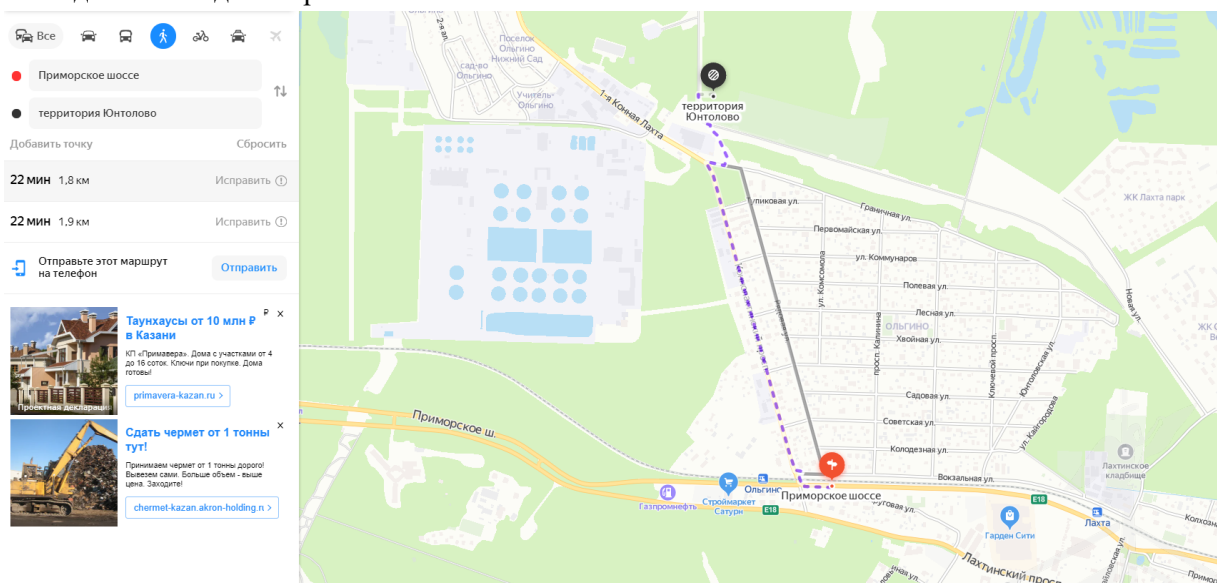 Все
Приморское шоссе
территория Юнтолово
Добавить точку
Сбросить
22 мин 1,8 км
Исправить
22 мин 1,9 км
Исправить
Отправьте этот маршрут
на телефон
Отправить
₽ ×
Таунхаусы от 10 млн ₽
в Казани
КП «Примавера». Дома с участками от 4
до 16 соток. Ключи при покупке. Дома
готовы!
primavera-kazan.ru >
Проектная декларация
×
Сдать чермет от 1 тонны
тут!
Принимаем чермет от 1 тонны дорого!
Вывезем сами. Больше объем - выше
цена. Заходите!
chermet-kazan.akron-holding.ru >
2-я ал.
Поселок
Ольгино
Нижний Сад
сад-во
Ольгино
Учитель-
Ольгино
1-я Конная Лахта
территория
Юнтолово
ЖК Лахта парк
Граничная ул.
Первомайская ул.
ул. Коммунаров
Полевая ул.
Новая ул.
ул. Комсомола
Лесная ул.
ОЛЬГИНО
просп. Калинина
Хвойная ул.
Ключевой просп.
Юнтоловская ул.
Садовая ул.
Советская ул.
ул. Кайгородова
Колодезная ул.
Вокзальная ул.
Лахтинское
кладбище
Приморское ш.
Газпромнефть
Строймаркет
Сатурн
Ольгино
E18
Приморское шоссе
E18
Гарден Сити
Лахта
Лахтинский просп.